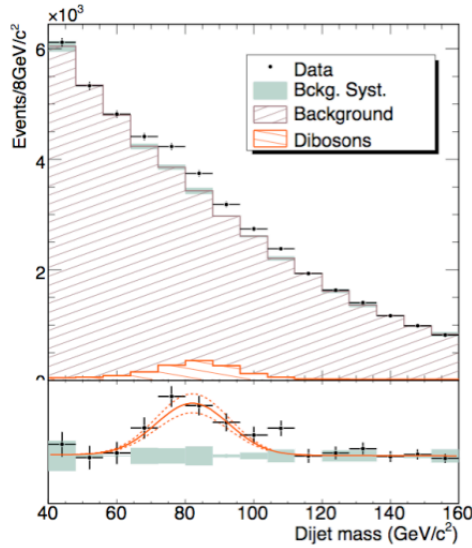 ×10³
Events/8GeV/c²
6
4
2
0
Data
Bckg. Syst.
Background
Dibosons
40 60 80 100 120 140 160
Dijet mass (GeV/c²)